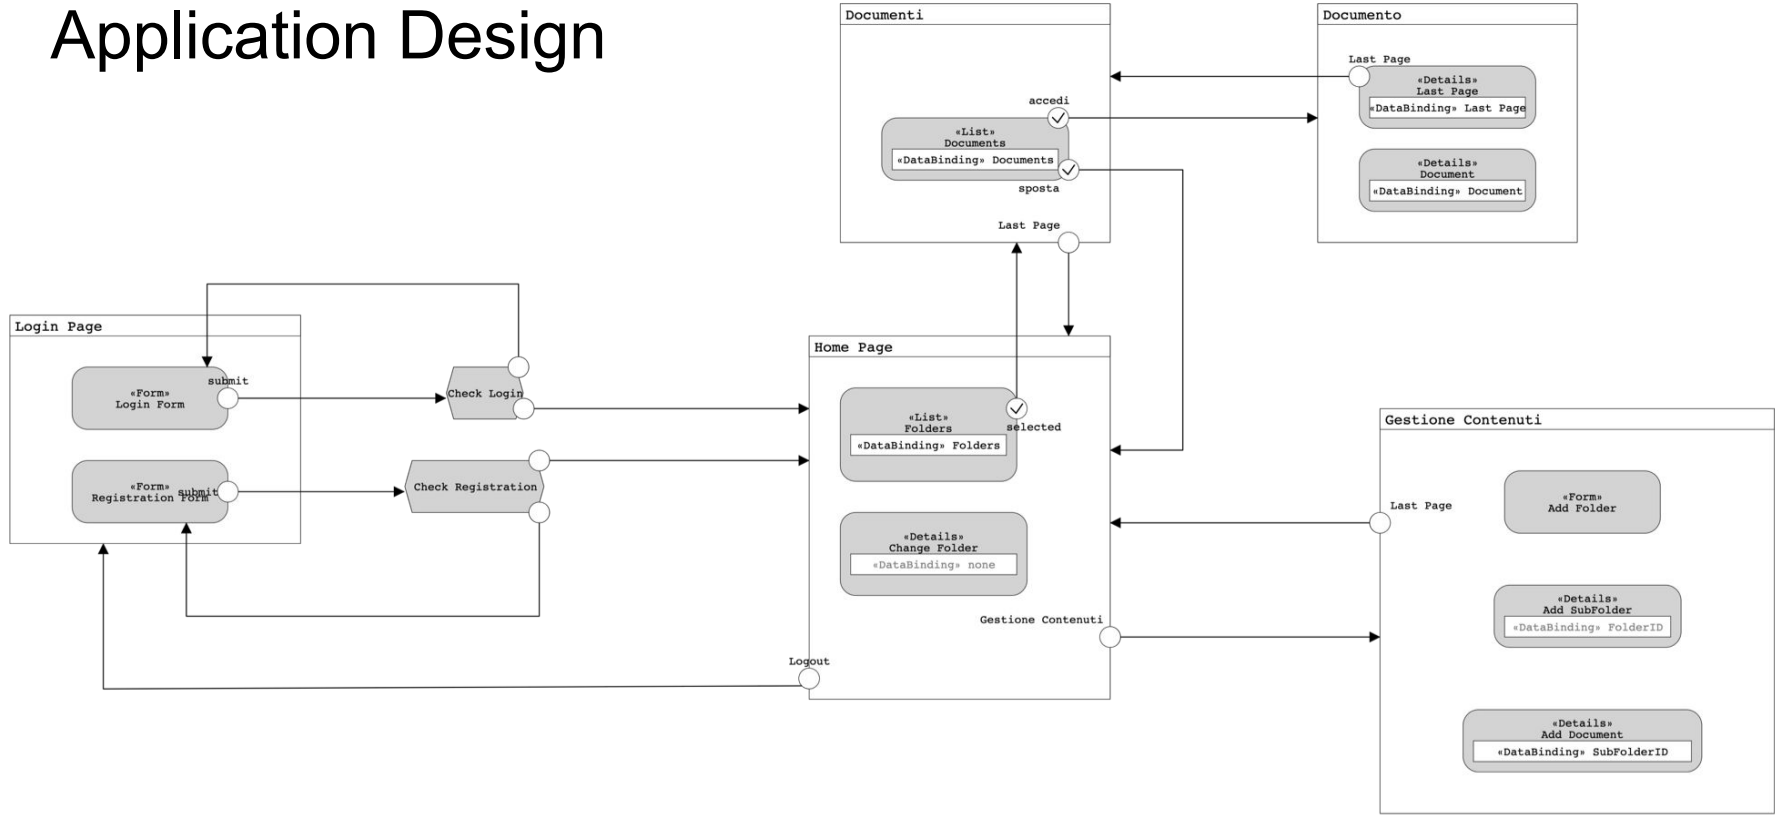 Application Design
Documenti
accedi
«List»
Documents
«DataBinding» Documents
sposta
Last Page
Documento
Last Page
«Details»
Last Page
«DataBinding» Last Page
«Details»
Document
«DataBinding» Document
Login Page
«Form»
Login Form
submit
«Form»
Registration Form
submit
Check Login
Check Registration
Home Page
«List»
Folders
«DataBinding» Folders
selected
«Details»
Change Folder
«DataBinding» none
Gestione Contenuti
Logout
Gestione Contenuti
Last Page
«Form»
Add Folder
«Details»
Add SubFolder
«DataBinding» FolderID
«Details»
Add Document
«DataBinding» SubFolderID